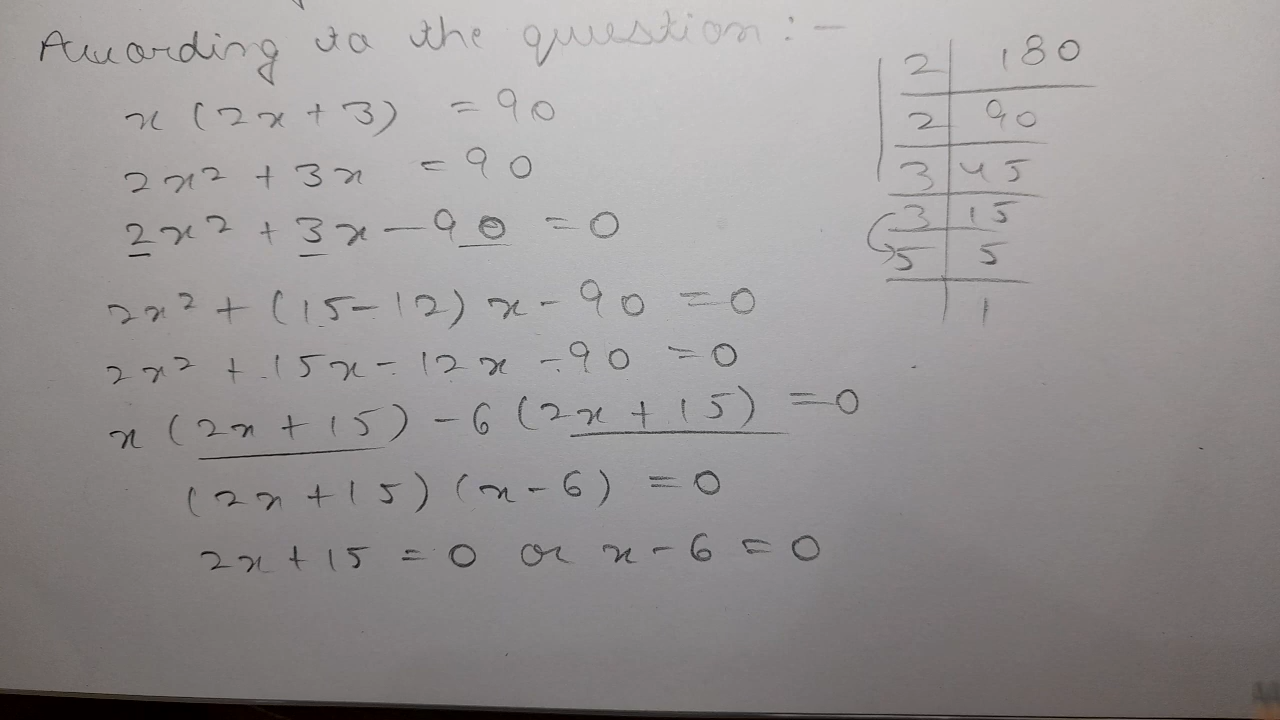 According to the question :-
x (2x + 3) = 90
2x² + 3x = 90
2x² + 3x - 90 = 0
2x² + (15 - 12) x - 90 = 0
2x² + 15x - 12x - 90 = 0
x (2x + 15) - 6 (2x + 15) = 0
(2x + 15) (x - 6) = 0
2x + 15 = 0 or x - 6 = 0
2 | 180
2 | 90
3 | 45
3 | 15
5 | 5
| 1